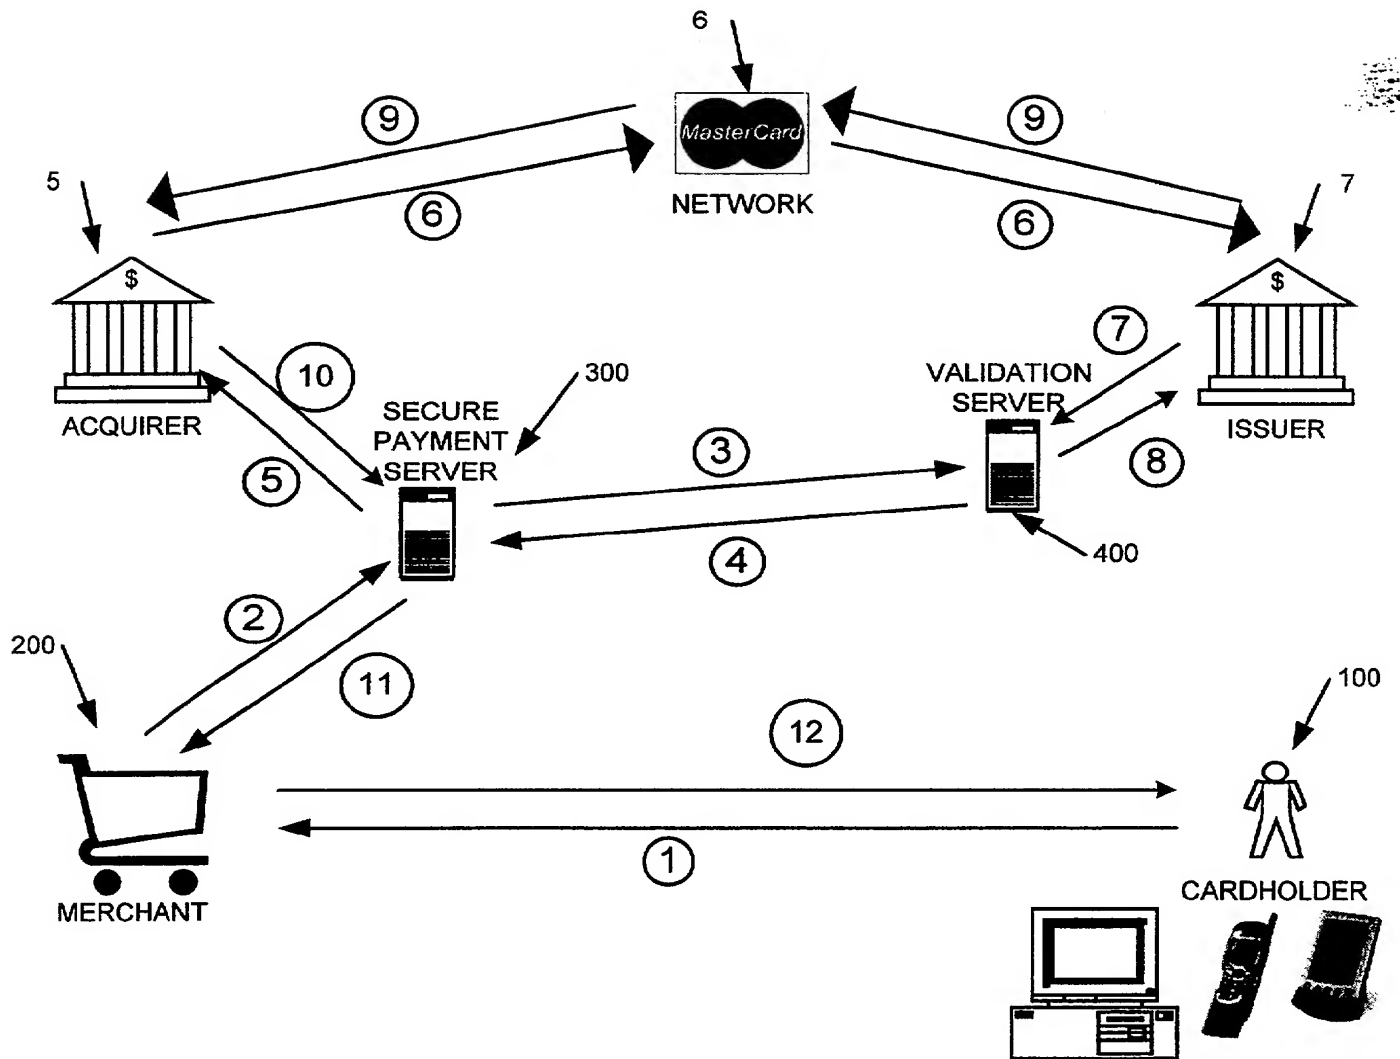 6
9
MasterCard
9
5
6
NETWORK
6
7
$
$
7
10
300
VALIDATION
SERVER
ACQUIRER
SECURE
PAYMENT
SERVER
ISSUER
3
8
5
4
400
2
200
11
100
12
1
CARDHOLDER
MERCHANT